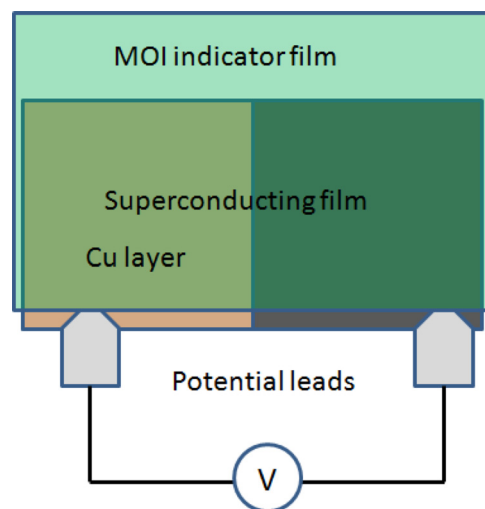 MOI indicator film
Superconducting film
Cu layer
Potential leads
V